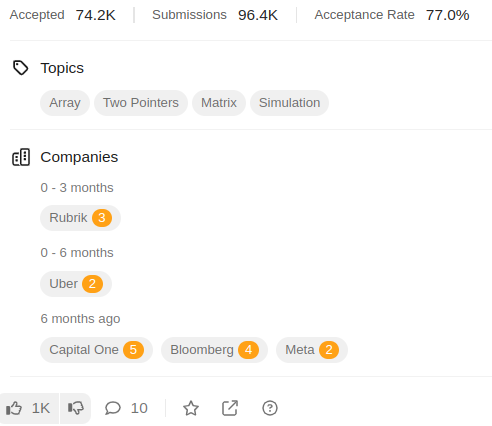 Accepted 74.2K Submissions 96.4K Acceptance Rate 77.0%
Topics
Array Two Pointers Matrix Simulation
Companies
0 - 3 months
Rubrik 3
0 - 6 months
Uber 2
6 months ago
Capital One 5 Bloomberg 4 Meta 2
1K 10